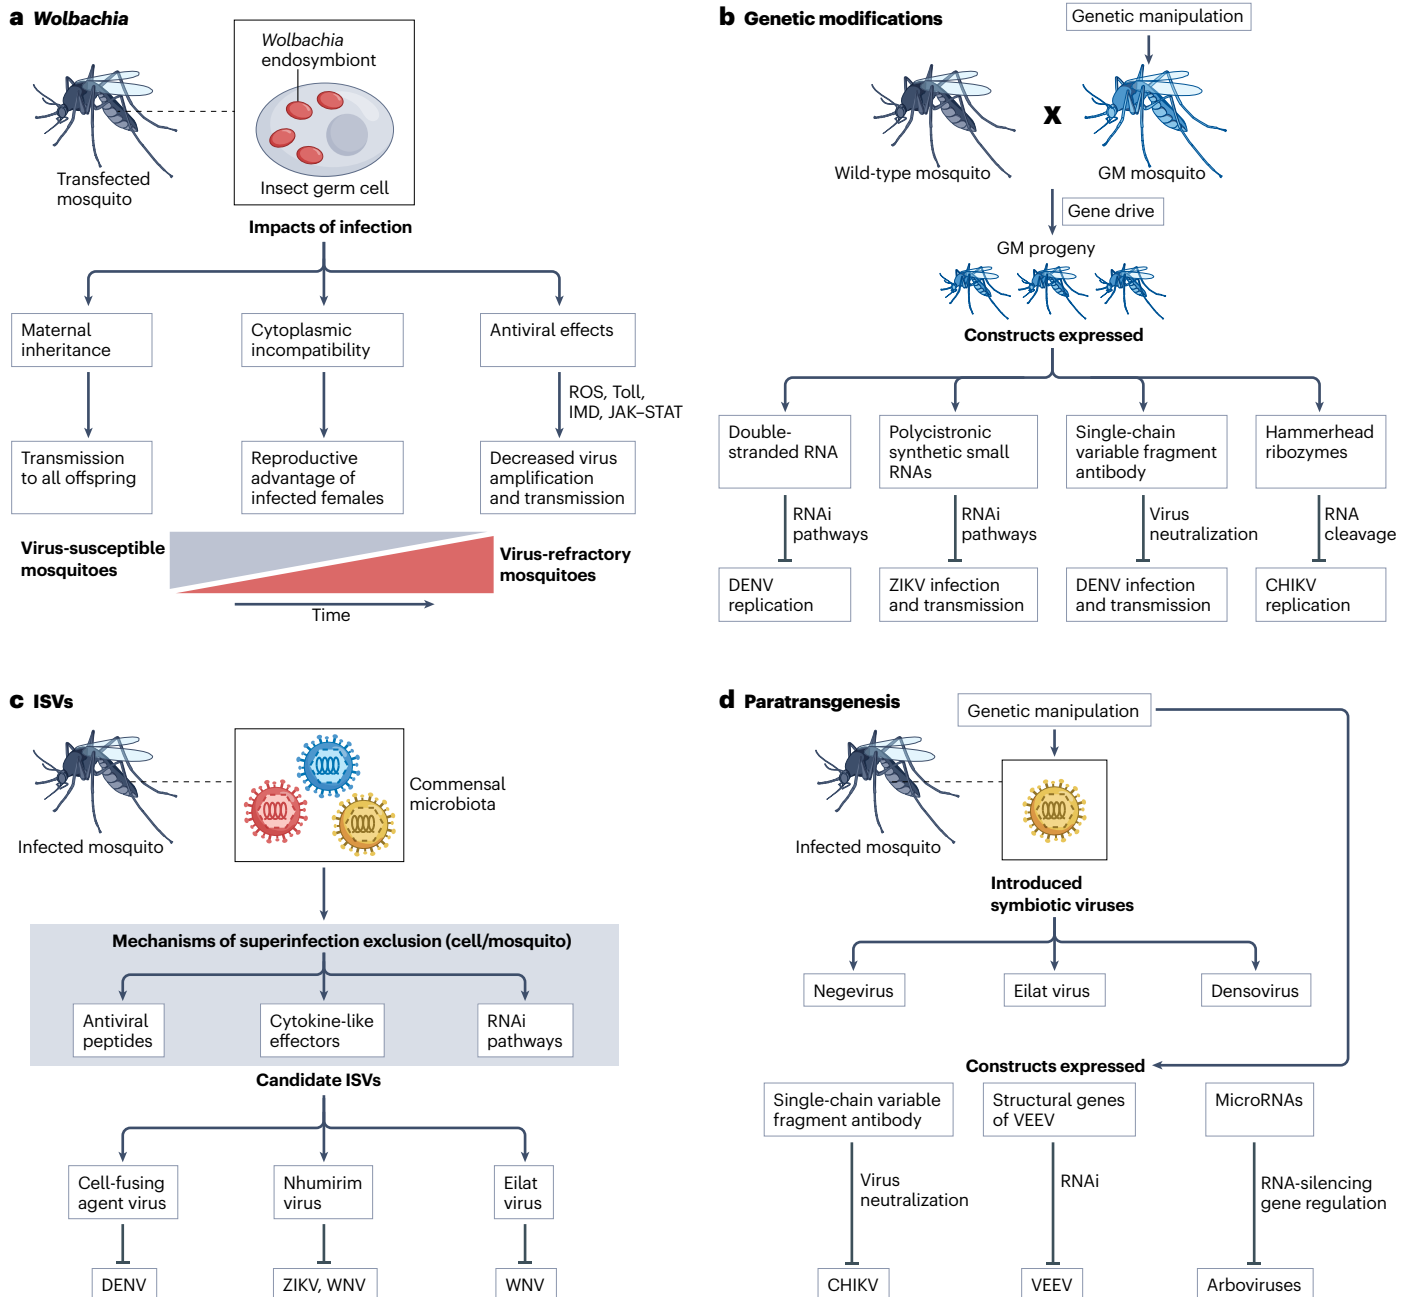 a Wolbachia
Wolbachia
endosymbiont
Transfected
mosquito
Insect germ cell
Impacts of infection
Maternal
inheritance
Cytoplasmic
incompatibility
Antiviral effects
ROS, Toll,
IMD, JAK–STAT
Transmission
to all offspring
Reproductive
advantage of
infected females
Decreased virus
amplification
and transmission
Virus-susceptible
mosquitoes
Virus-refractory
mosquitoes
Time
b Genetic modifications
Genetic manipulation
X
Wild-type mosquito
GM mosquito
Gene drive
GM progeny
Constructs expressed
Double-
stranded RNA
Polycistronic
synthetic small
RNAs
Single-chain
variable fragment
antibody
Hammerhead
ribozymes
RNAi
pathways
RNAi
pathways
Virus
neutralization
RNA
cleavage
DENV
replication
ZIKV infection
and transmission
DENV infection
and transmission
CHIKV
replication
c ISVs
Infected mosquito
Commensal
microbiota
Mechanisms of superinfection exclusion (cell/mosquito)
Antiviral
peptides
Cytokine-like
effectors
RNAi
pathways
Candidate ISVs
Cell-fusing
agent virus
Nhumirim
virus
Eilat
virus
DENV
ZIKV, WNV
WNV
d Paratransgenesis
Genetic manipulation
Infected mosquito
Introduced
symbiotic viruses
Negevirus
Eilat virus
Densovirus
Constructs expressed
Single-chain variable
fragment antibody
Structural genes
of VEEV
MicroRNAs
Virus
neutralization
RNAi
RNA-silencing
gene regulation
CHIKV
VEEV
Arboviruses